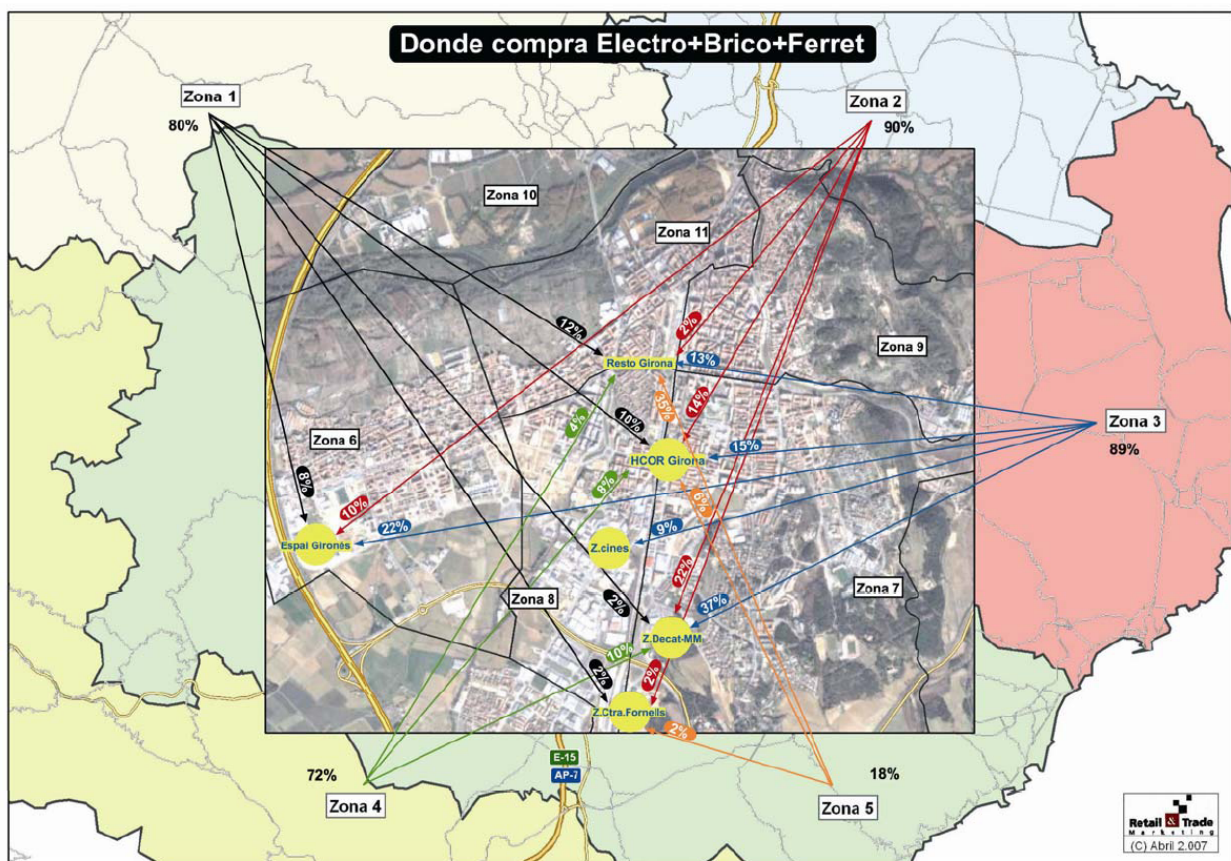 Donde compra Electro+Brico+Ferret
Zona 1
80%
Zona 2
90%
Zona 10
Zona 11
12%
2%
Zona 9
Resto Girona
13%
35%
14%
4%
Zona 3
89%
Zona 6
10%
15%
HCOR Girona
8%
8%
6%
10%
22%
9%
Espai Gironès
Z.cines
22%
Zona 8
Zona 7
2%
37%
Z.Decat-MM
10%
2%
2%
Z.Ctra.Fornells
2%
E-15
AP-7
72%
18%
Zona 4
Zona 5
Retail & Trade
Marketing
(C) Abril 2.007